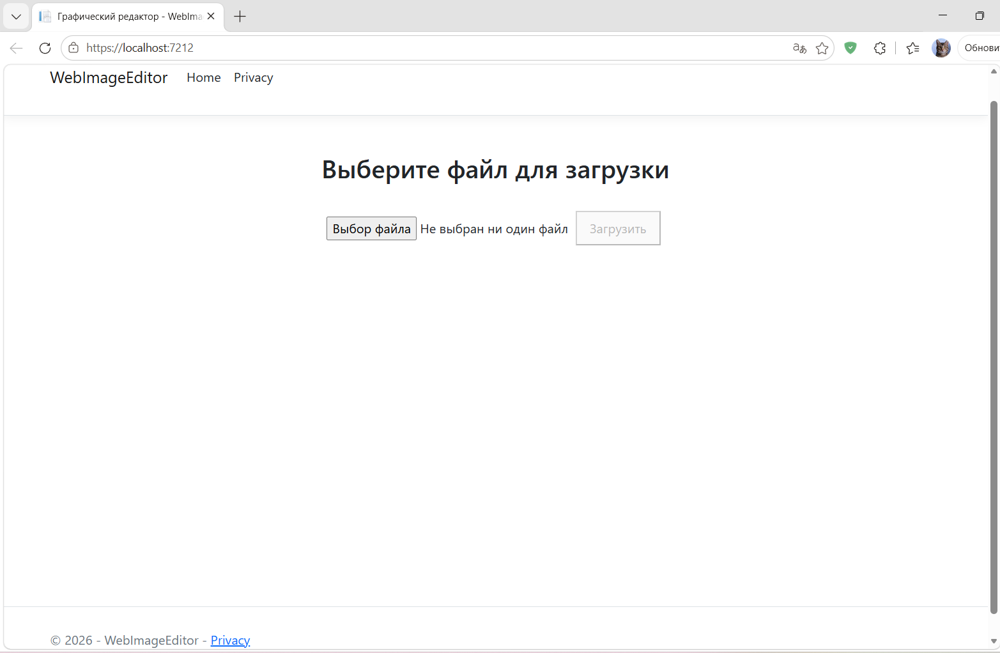 Графический редактор - WebIma
https://localhost:7212
Обнови
WebImageEditor Home Privacy
Выберите файл для загрузки
Выбор файла Не выбран ни один файл Загрузить
© 2026 - WebImageEditor - Privacy